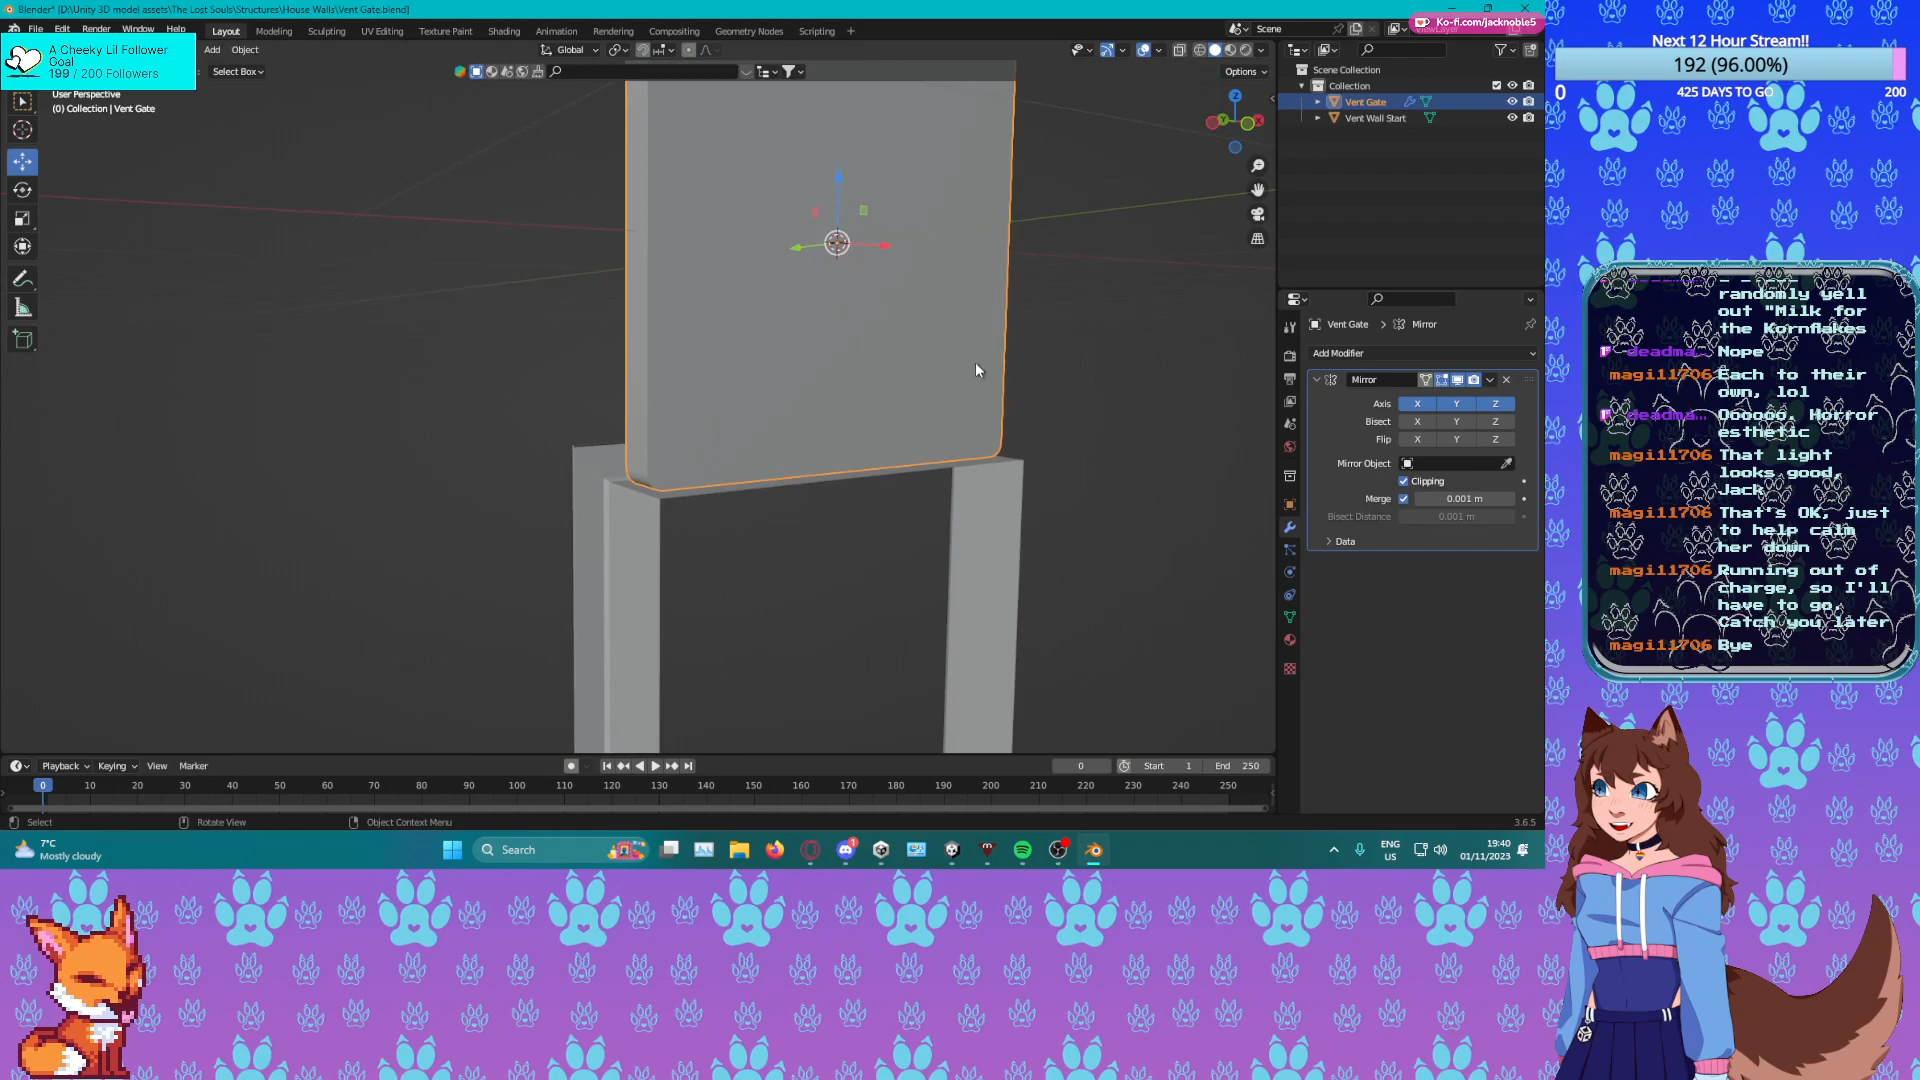 Blender* [D:\Unity 3D model assets\The Lost Souls\Structures\House Walls\Vent Gate.blend]
File Edit Render Window Help
Layout Modeling Sculpting UV Editing Texture Paint Shading Animation Rendering Compositing Geometry Nodes Scripting +
Scene
Ko-fi.com/jacknoble5
A Cheeky Lil Follower
Goal
199 / 200 Followers
Add Object
Global
Select Box
Options
User Perspective
(0) Collection | Vent Gate
Scene Collection
Collection
Vent Gate
Vent Wall Start
Vent Gate > Mirror
Add Modifier
Mirror
Axis X Y Z
Bisect X Y Z
Flip X Y Z
Mirror Object
Clipping
Merge 0.001 m
Bisect Distance 0.001 m
Data
Playback Keying View Marker
0 Start 1 End 250
0 10 20 30 40 50 60 70 80 90 100 110 120 130 140 150 160 170 180 190 200 210 220 230 240 250
Select Rotate View Object Context Menu
3.6.5
7°C
Mostly cloudy
Search
ENG
US
19:40
01/11/2023
Next 12 Hour Stream!!
192 (96.00%)
0 425 DAYS TO GO 200
randomly yell
out "Milk for
the Kornflakes
deadma... Nope
magi11706 Each to their
own, lol
deadma... Oooooo. Horror
esthetic
magi11706 That light
looks good,
Jack
magi11706 That's OK, just
to help calm
her down
magi11706 Running out of
charge, so I'll
have to go.
Catch you later
magi11706 Bye